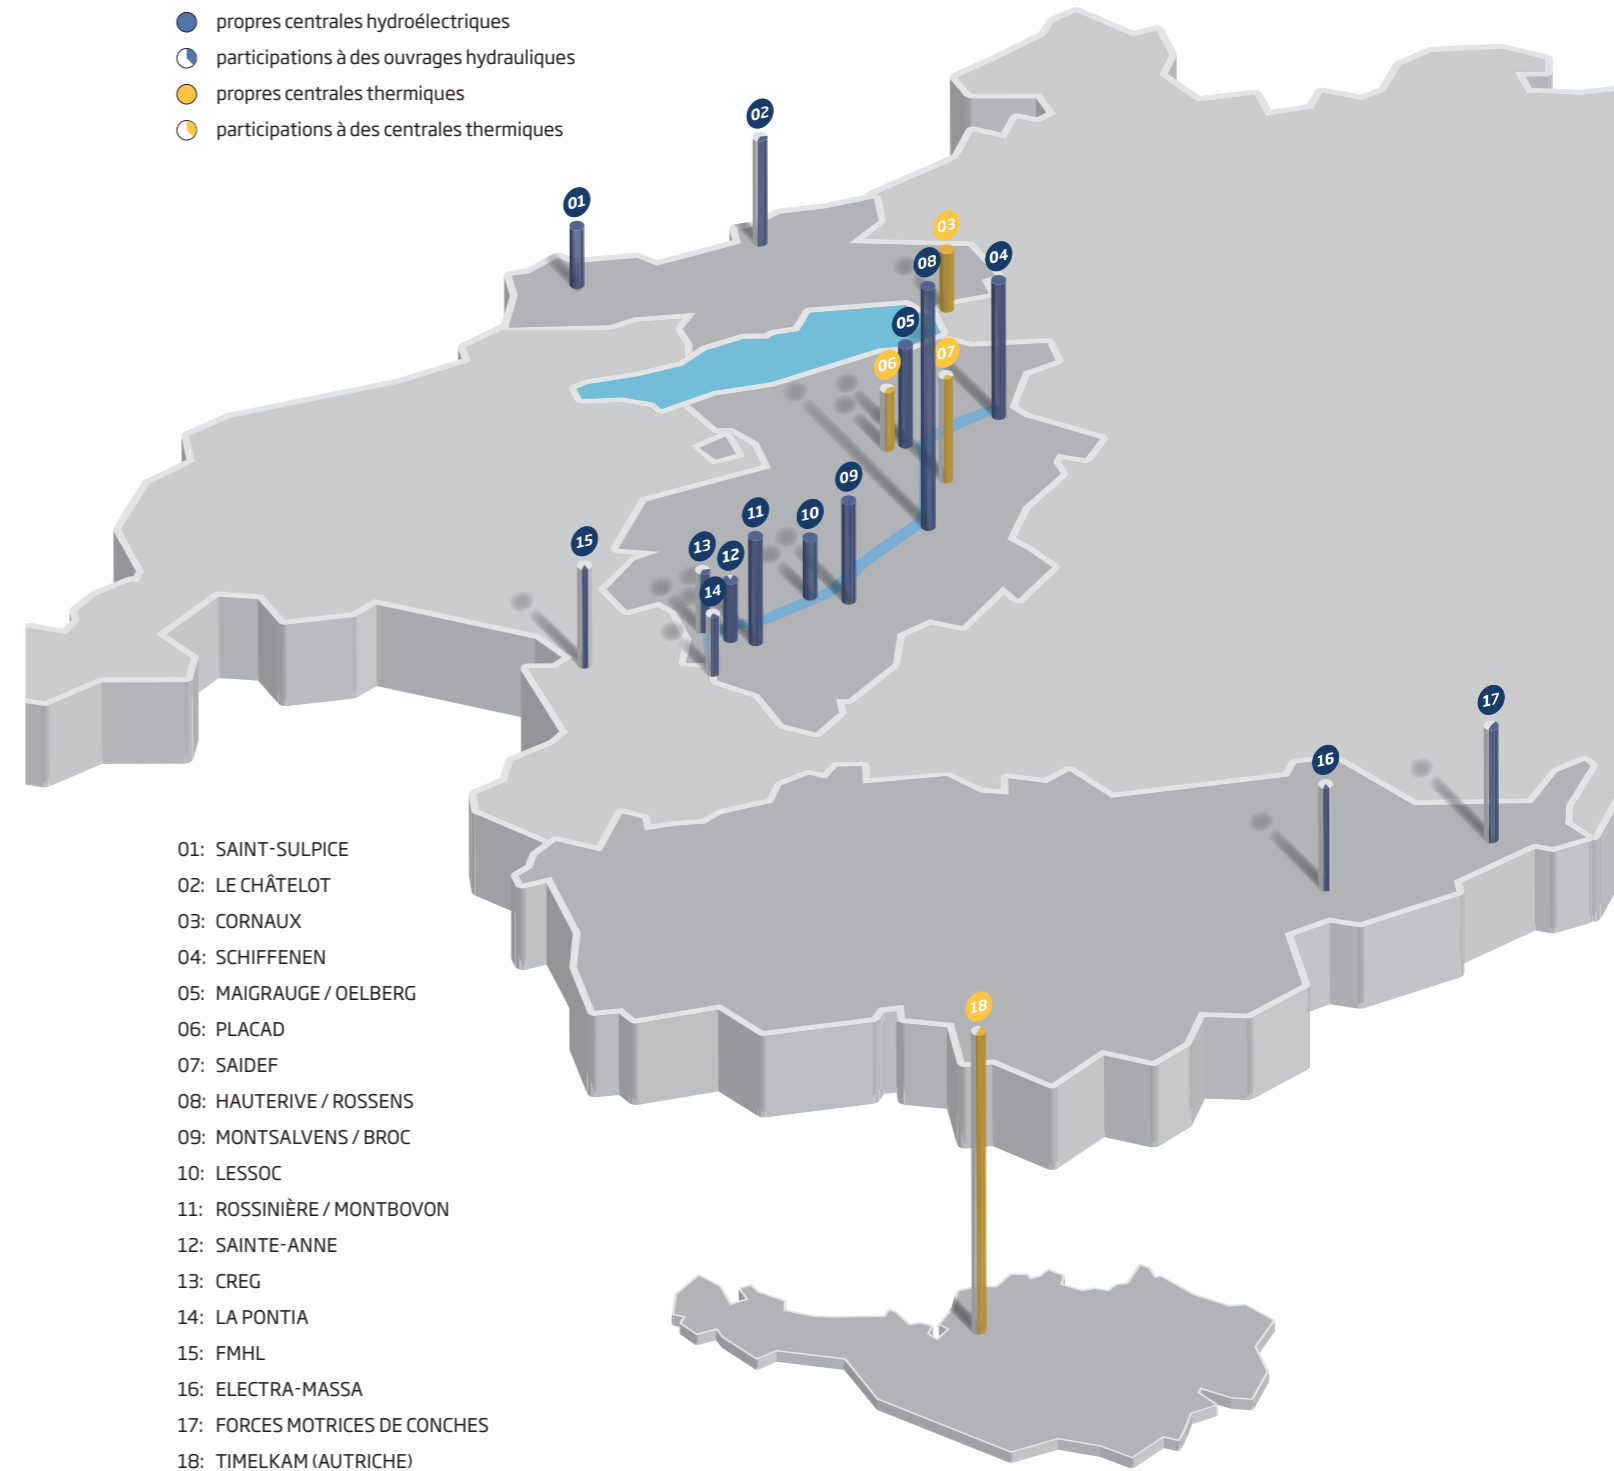 propres centrales hydroélectriques
participations à des ouvrages hydrauliques
propres centrales thermiques
participations à des centrales thermiques
02
01
03
08
04
05
07
06
09
11
10
15
13
12
14
17
16
01: SAINT-SULPICE
02: LE CHÂTELOT
03: CORNAUX
04: SCHIFFENEN
05: MAIGRAUGE / OELBERG
06: PLACAD
07: SAIDEF
08: HAUTERIVE / ROSSENS
09: MONTSALVENS / BROC
10: LESSOC
11: ROSSINIÈRE / MONTBOVON
12: SAINTE-ANNE
13: CREG
14: LA PONTIA
15: FMHL
16: ELECTRA-MASSA
17: FORCES MOTRICES DE CONCHES
18: TIMELKAM (AUTRICHE)
18